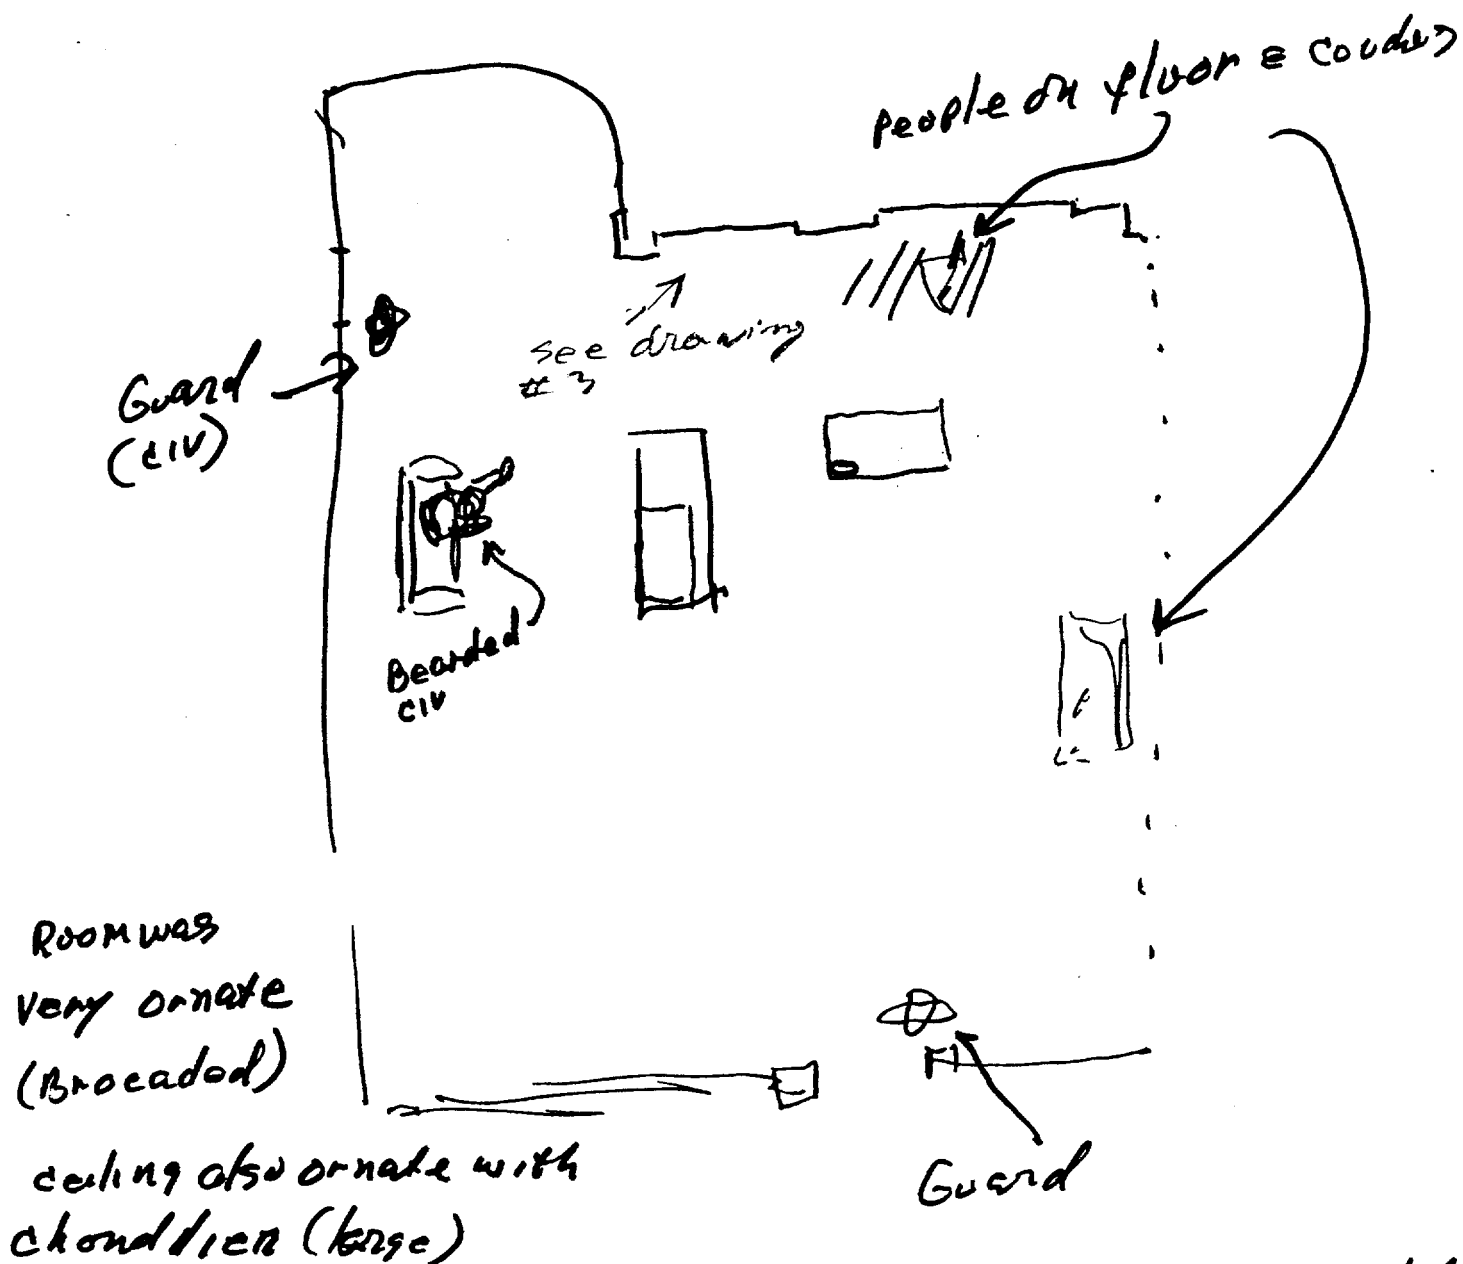 People on floor & couches
see drawing
# 3
Guard
(CIV)
Bearded
CIV
Room was
very ornate
(Brocaded)
ceiling also ornate with
chonddlier (large)
Guard